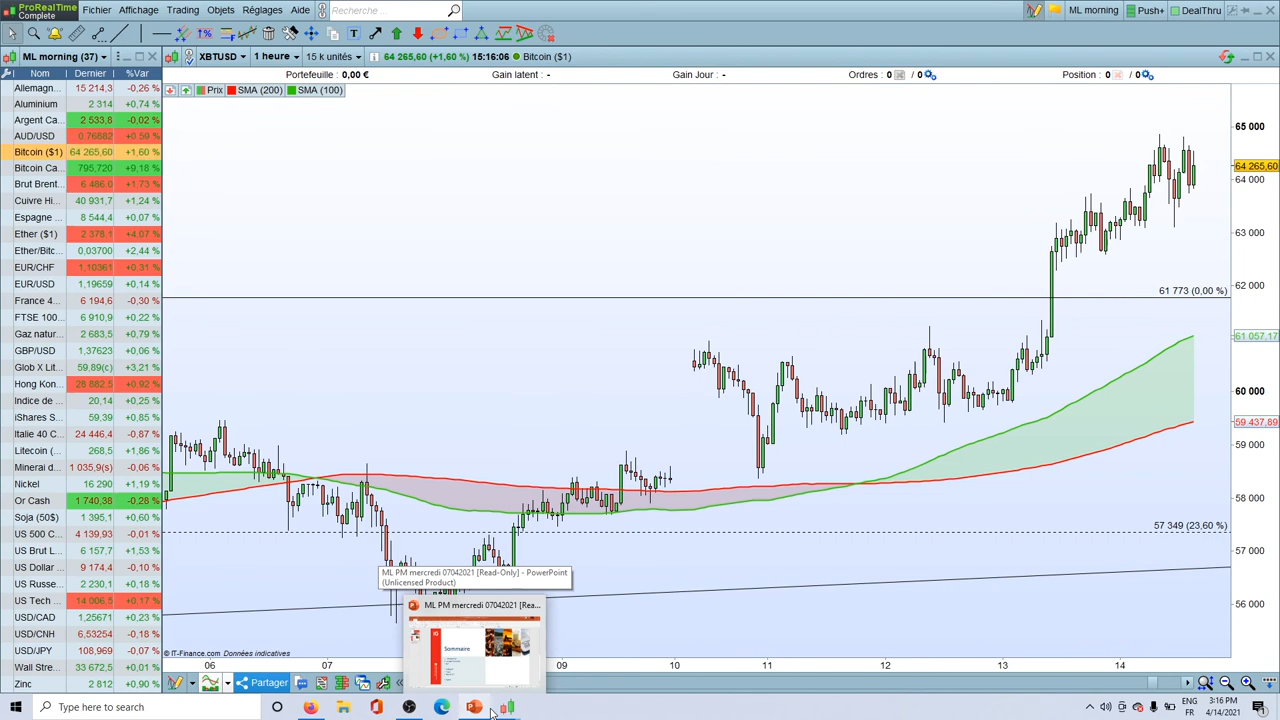 ProRealTime
Complete
Fichier Affichage Trading Objets Réglages Aide Recherche ML morning Push+ DealThru
ML morning (37) XBTUSD 1 heure 15 k unités 64 265,60 (+1,60 %) 15:16:06 Bitcoin ($1)
Nom Dernier %Var
Portefeuille : 0,00 € Gain latent : - Gain Jour : - Ordres : 0 / 0 Position : 0 / 0
Prix SMA (200) SMA (100)
Allemagn... 15 214,3 -0,26 %
Aluminium 2 314 +0,74 %
Argent Ca... 2 533,8 -0,02 %
AUD/USD 0,76882 +0,59 %
Bitcoin ($1) 64 265,60 +1,60 %
Bitcoin Ca... 795,720 +9,18 %
Brut Brent... 6 486,0 +1,73 %
Cuivre Hi... 40 931,7 +1,24 %
Espagne ... 8 544,4 +0,07 %
Ether ($1) 2 378,1 +4,07 %
Ether/Bitc... 0,03700 +2,44 %
EUR/CHF 1,10361 +0,31 %
EUR/USD 1,19659 +0,14 %
France 4... 6 194,6 -0,30 %
FTSE 100... 6 910,9 +0,22 %
Gaz natur... 2 683,5 +0,79 %
GBP/USD 1,37623 +0,06 %
Glob X Lit... 59,89(c) +3,21 %
Hong Kon... 28 882,5 +0,92 %
Indice de ... 20,14 +0,25 %
iShares S... 59,39 +0,85 %
Italie 40 C... 24 446,4 -0,87 %
Litecoin (... 268,5 +1,86 %
Minerai d... 1 035,9(s) -0,06 %
Nickel 16 290 +1,19 %
Or Cash 1 740,38 -0,28 %
Soja (50$) 1 395,1 +0,60 %
US 500 C... 4 139,93 -0,01 %
US Brut L... 6 157,7 +1,53 %
US Dollar ... 9 174,4 -0,10 %
US Russe... 2 230,1 +0,18 %
US Tech ... 14 006,5 +0,17 %
USD/CAD 1,25671 +0,23 %
USD/CNH 6,53254 -0,18 %
USD/JPY 108,969 -0,07 %
Wall Stre... 33 672,5 +0,01 %
Zinc 2 812 +0,90 %
65 000
64 265,60
64 000
63 000
62 000
61 773 (0,00 %)
61 057,17
60 000
59 437,89
59 000
58 000
57 349 (23,60 %)
57 000
56 000
ML PM mercredi 07042021 [Read-Only] - PowerPoint
(Unlicensed Product)
ML PM mercredi 07042021 [Rea...
Sommaire
© IT-Finance.com Données indicatives
06 07 09 10 11 12 13 14
Partager
Type here to search
FR
3:16 PM
4/14/2021